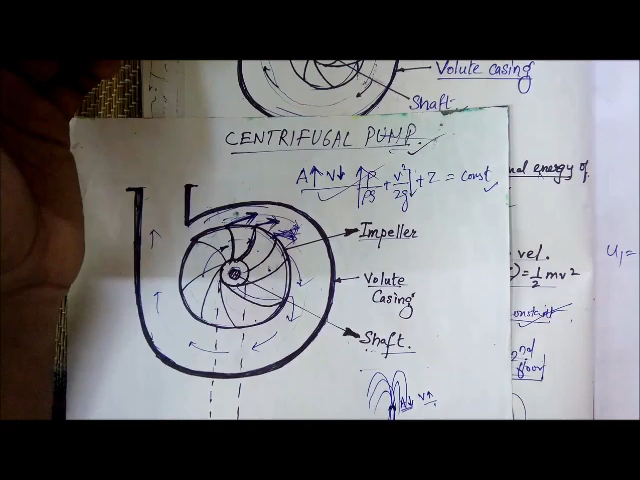 Volute casing
Shaft
CENTRIFUGAL PUMP.
A↑ V↓ ↑P/ρg + V²/2g↓ + Z = const
Impeller
Volute
Casing
Shaft.
A↓ V↑
energy of
vel.
) = 1/2 mv²
constant
2nd
floor
U₁ =